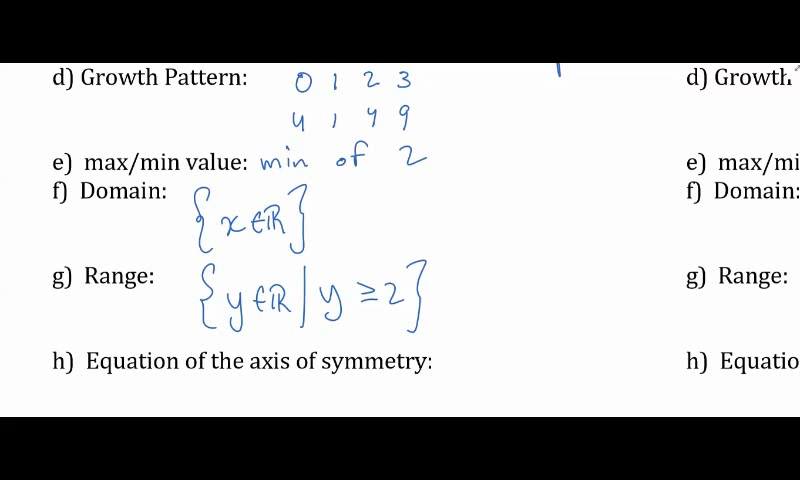 d) Growth Pattern: 0 1 2 3
4 1 4 9
e) max/min value: min of 2
f) Domain: {x∈ℝ}
g) Range: {y∈ℝ | y ≥ 2}
h) Equation of the axis of symmetry:
d) Growth
e) max/mi
f) Domain:
g) Range:
h) Equatio